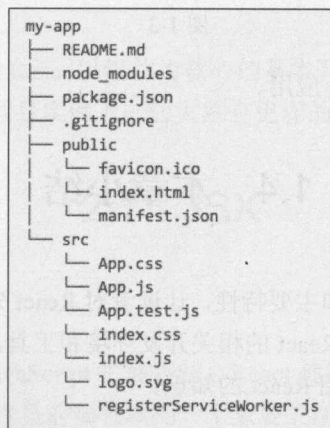 my-app
├── README.md
├── node_modules
├── package.json
├── .gitignore
├── public
│   └── favicon.ico
│   └── index.html
│   └── manifest.json
└── src
    └── App.css
    └── App.js
    └── App.test.js
    └── index.css
    └── index.js
    └── logo.svg
    └── registerServiceWorker.js